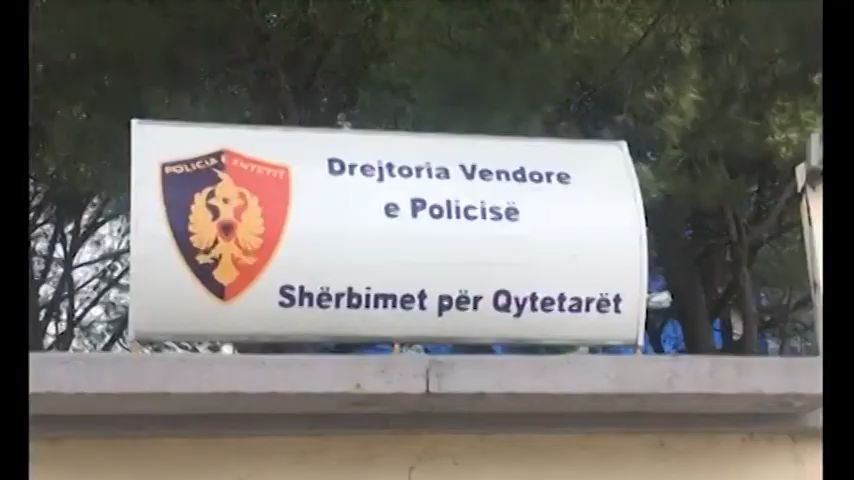 POLICIA E SHTETIT
Drejtoria Vendore
e Policisë
Shërbimet për Qytetarët